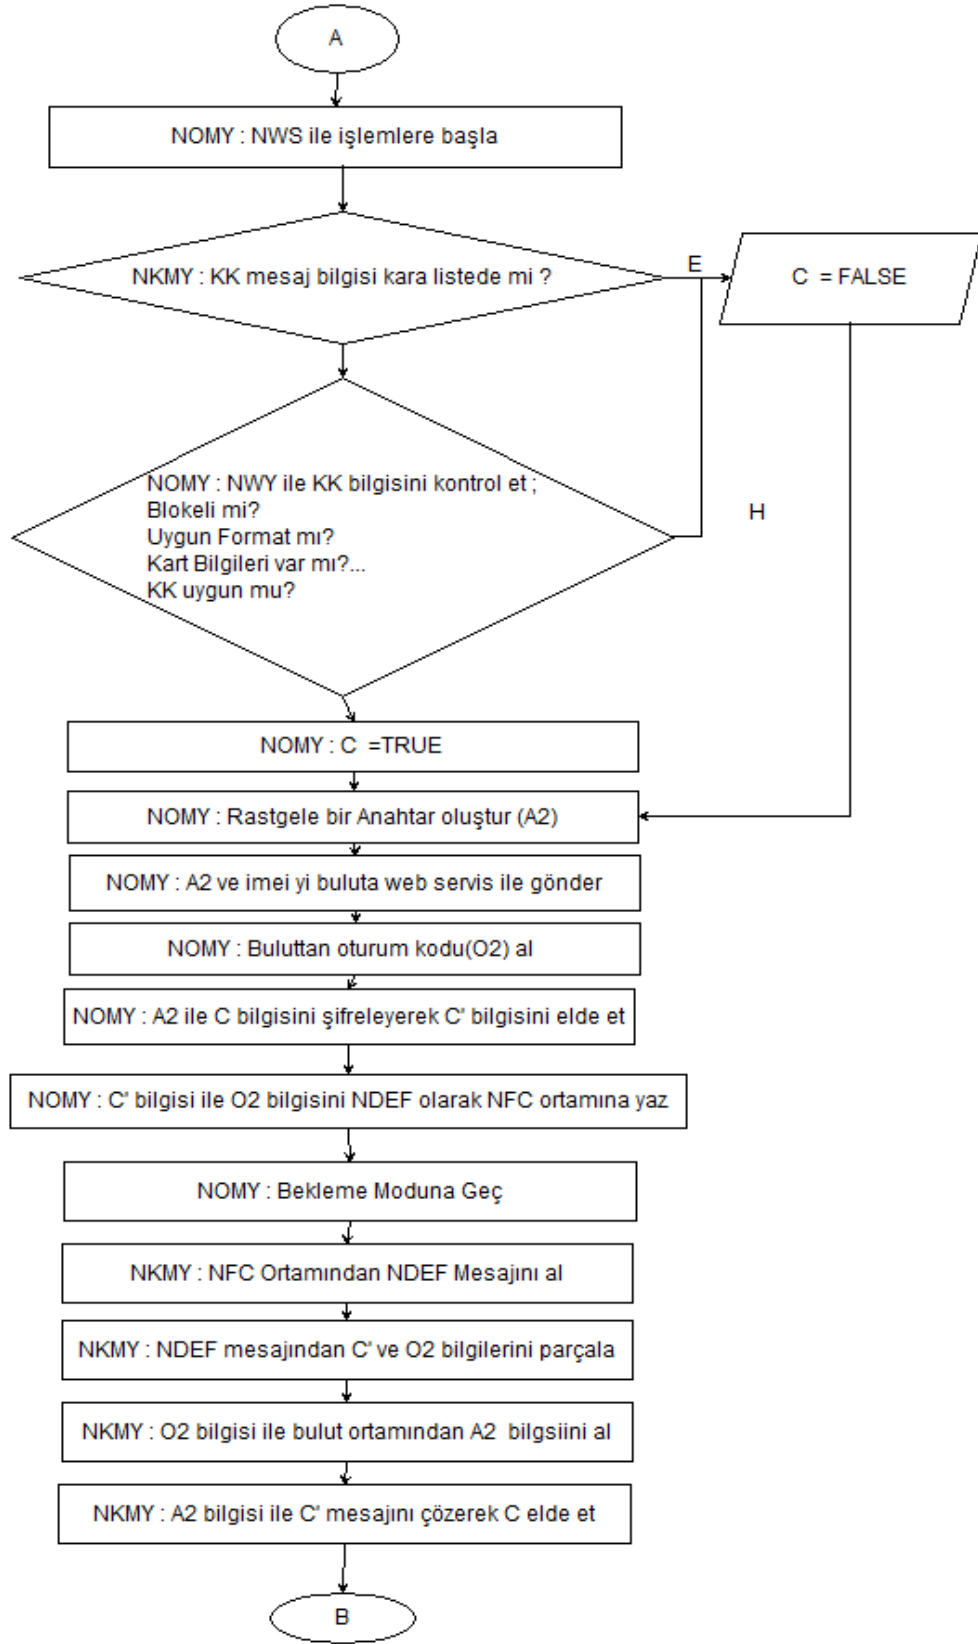 A
NOMY : NWS ile işlemlere başla
NKMY : KK mesaj bilgisi kara listede mi ?
E
C  = FALSE
NOMY : NWY ile KK bilgisini kontrol et ;
Blokeli mi?
Uygun Format mı?
Kart Bilgileri var mı?...
KK uygun mu?
H
NOMY : C  =TRUE
NOMY : Rastgele bir Anahtar oluştur (A2)
NOMY : A2 ve imei yi buluta web servis ile gönder
NOMY : Buluttan oturum kodu(O2) al
NOMY : A2 ile C bilgisini şifreleyerek C' bilgisini elde et
NOMY : C' bilgisi ile O2 bilgisini NDEF olarak NFC ortamına yaz
NOMY : Bekleme Moduna Geç
NKMY : NFC Ortamından NDEF Mesajını al
NKMY : NDEF mesajından C' ve O2 bilgilerini parçala
NKMY : O2 bilgisi ile bulut ortamından A2  bilgsiini al
NKMY : A2 bilgisi ile C' mesajını çözerek C elde et
B